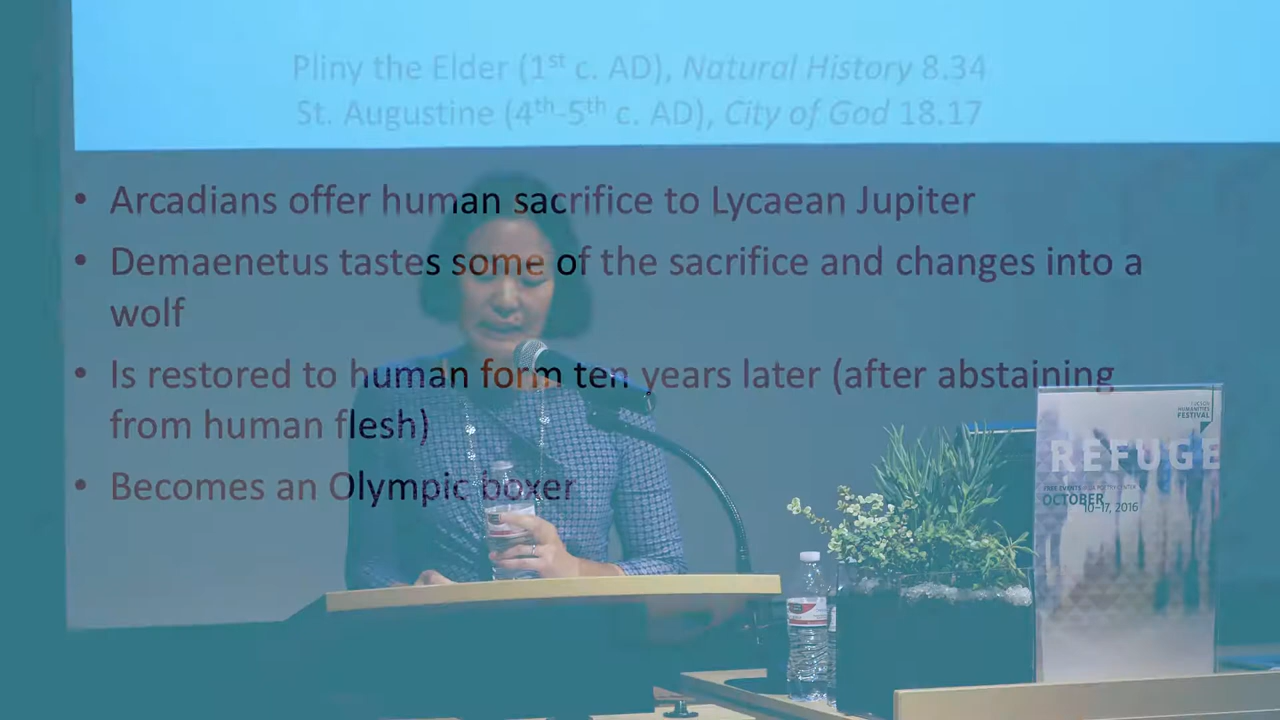 Pliny the Elder (1st c. AD), Natural History 8.34
St. Augustine (4th-5th c. AD), City of God 18.17
• Arcadians offer human sacrifice to Lycaean Jupiter
• Demaenetus tastes some of the sacrifice and changes into a
wolf
• Is restored to human form ten years later (after abstaining
from human flesh)
• Becomes an Olympic boxer
TUCSON
HUMANITIES
FESTIVAL
REFUGE
OCTOBER
10–17, 2016